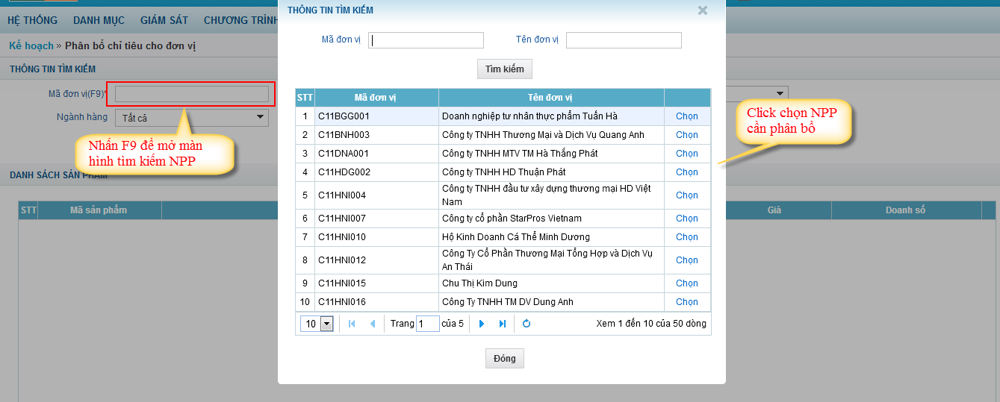 HỆ THỐNG DANH MỤC GIÁM SÁT CHƯƠNG TRÌNH
Kế hoạch » Phân bổ chỉ tiêu cho đơn vị
THÔNG TIN TÌM KIẾM
Mã đơn vị(F9)*
Ngành hàng Tất cả
Nhấn F9 để mở màn
hình tìm kiếm NPP
DANH SÁCH SẢN PHẨM
STT Mã sản phẩm Giá Doanh số
THÔNG TIN TÌM KIẾM
Mã đơn vị Tên đơn vị
Tìm kiếm
STT Mã đơn vị Tên đơn vị
1 C11BGG001 Doanh nghiệp tư nhân thực phẩm Tuấn Hà Chọn
2 C11BNH003 Công ty TNHH Thương Mại và Dịch Vụ Quang Anh Chọn
3 C11DNA001 Công ty TNHH MTV TM Hà Thắng Phát Chọn
4 C11HDG002 Công ty TNHH HD Thuận Phát Chọn
5 C11HNI004 Công ty TNHH đầu tư xây dựng thương mại HD Việt
Nam Chọn
6 C11HNI007 Công ty cổ phần StarPros Vietnam Chọn
7 C11HNI010 Hộ Kinh Doanh Cá Thể Minh Dương Chọn
8 C11HNI012 Công Ty Cổ Phần Thương Mại Tổng Hợp và Dịch Vụ
An Thái Chọn
9 C11HNI015 Chu Thị Kim Dung Chọn
10 C11HNI016 Công Ty TNHH TM DV Dung Anh Chọn
10 Trang 1 của 5 Xem 1 đến 10 của 50 dòng
Đóng
Click chọn NPP
cần phân bổ